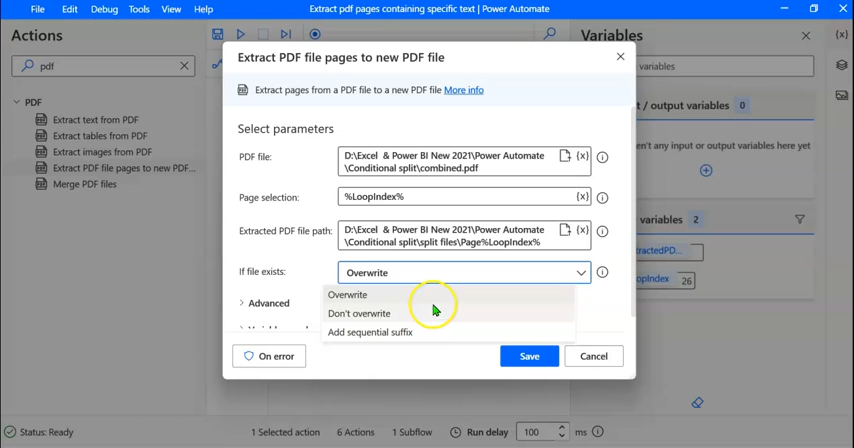 File Edit Debug Tools View Help Extract pdf pages containing specific text | Power Automate
Actions
Variables
{x}
pdf
variables
PDF
Extract text from PDF
Extract tables from PDF
Extract images from PDF
Extract PDF file pages to new PDF...
Merge PDF files
Extract PDF file pages to new PDF file
Extract pages from a PDF file to a new PDF file More info
Select parameters
PDF file:
D:\Excel & Power BI New 2021\Power Automate
\Conditional split\combined.pdf
{x}
Page selection:
%LoopIndex%
{x}
Extracted PDF file path:
D:\Excel & Power BI New 2021\Power Automate
\Conditional split\split files\Page%LoopIndex%
{x}
If file exists:
Overwrite
Overwrite
Don't overwrite
Add sequential suffix
Advanced
On error
Save
Cancel
t / output variables 0
n't any input or output variables here yet
variables 2
tractedPD...
opIndex 26
Status: Ready
1 Selected action
6 Actions
1 Subflow
Run delay
100
ms